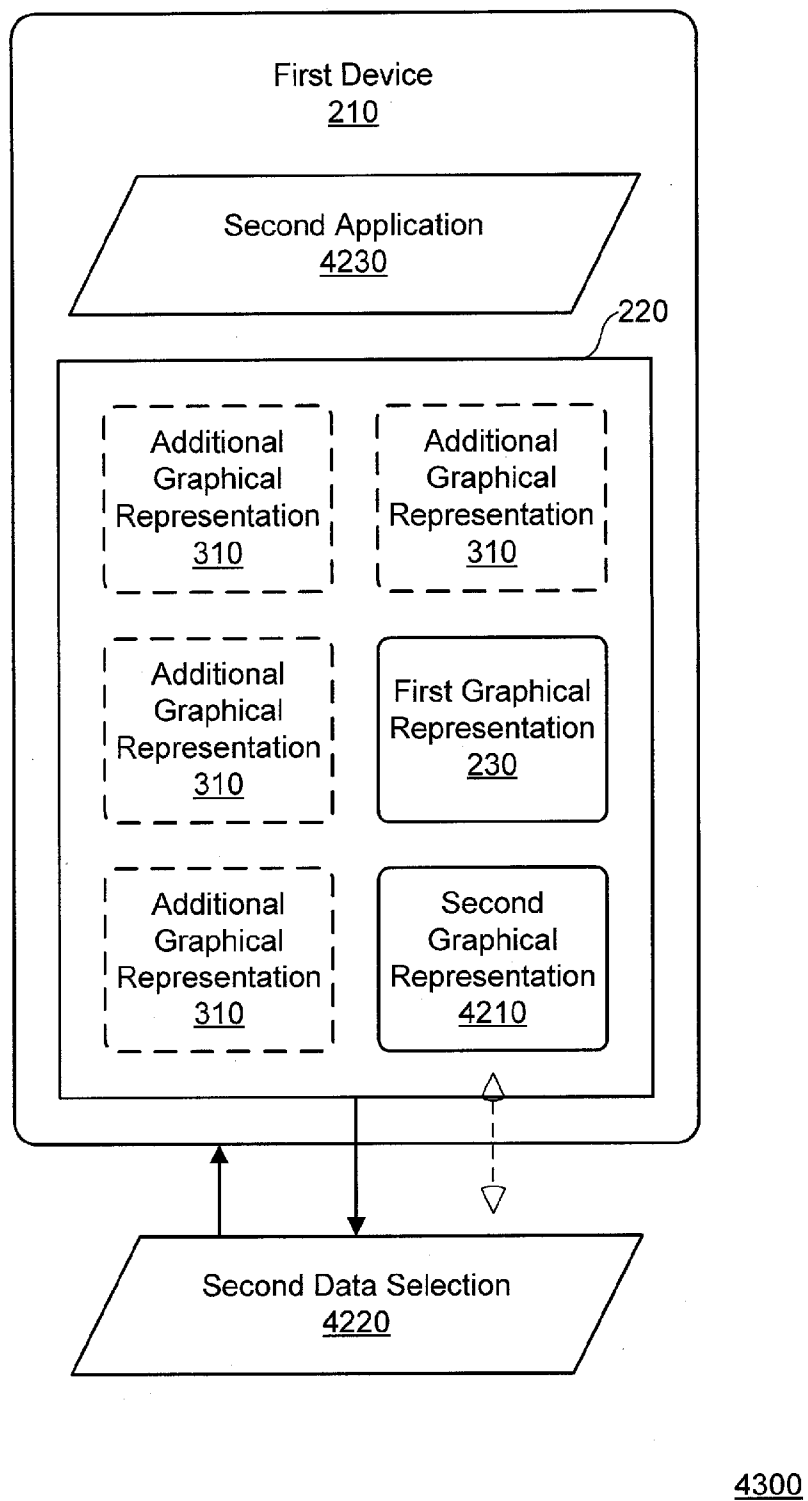 First Device
210
Second Application
4230
220
Additional
Graphical
Representation
310
Additional
Graphical
Representation
310
Additional
Graphical
Representation
310
First Graphical
Representation
230
Additional
Graphical
Representation
310
Second
Graphical
Representation
4210
Second Data Selection
4220
4300